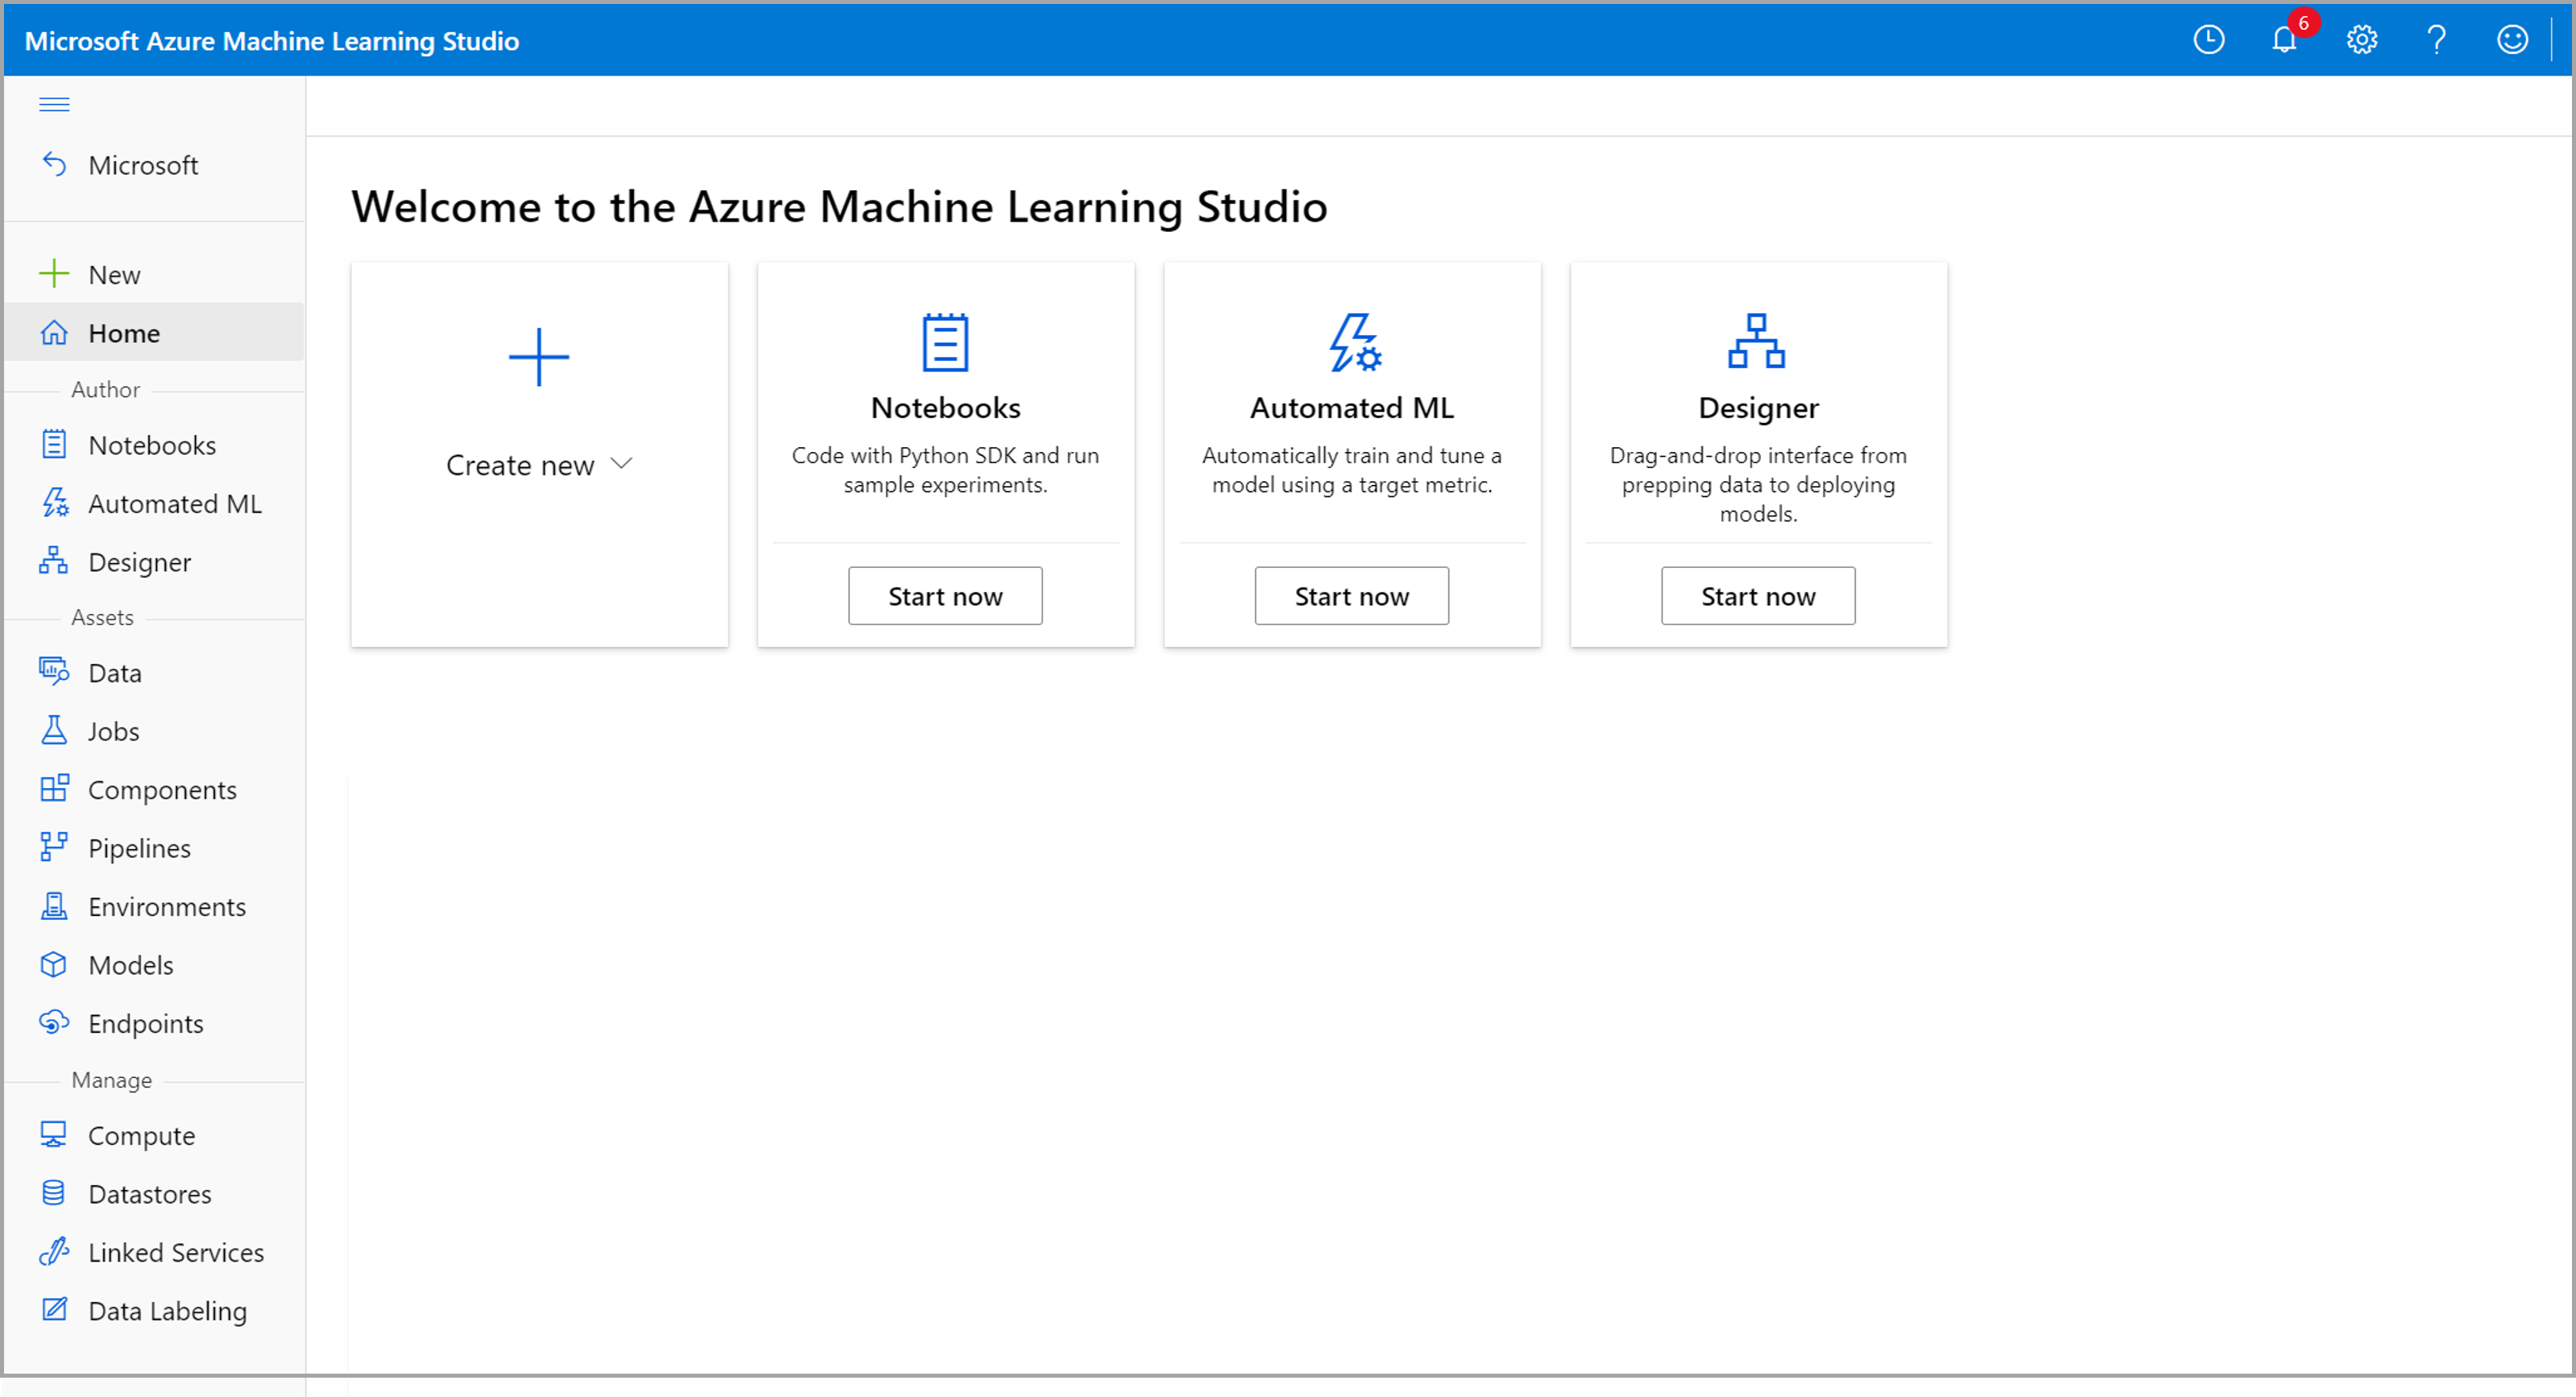 Microsoft Azure Machine Learning Studio
6
Microsoft
New
Home
Author
Notebooks
Automated ML
Designer
Assets
Data
Jobs
Components
Pipelines
Environments
Models
Endpoints
Manage
Compute
Datastores
Linked Services
Data Labeling
Welcome to the Azure Machine Learning Studio
Create new
Notebooks
Code with Python SDK and run
sample experiments.
Start now
Automated ML
Automatically train and tune a
model using a target metric.
Start now
Designer
Drag-and-drop interface from
prepping data to deploying
models.
Start now